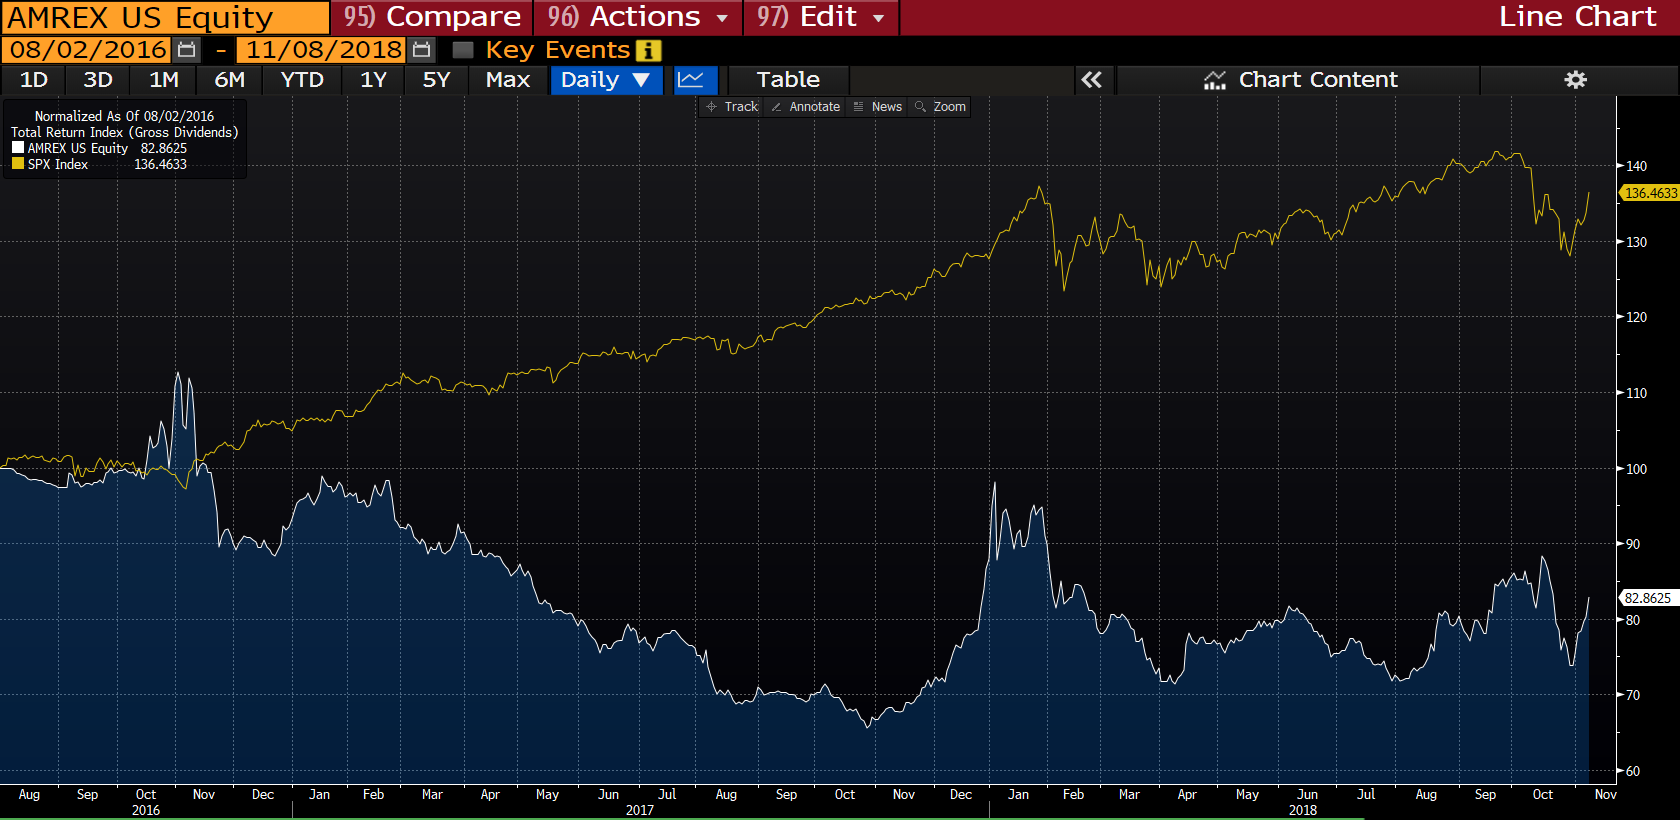 AMREX US Equity 95) Compare 96) Actions 97) Edit Line Chart
08/02/2016 - 11/08/2018 Key Events i
1D 3D 1M 6M YTD 1Y 5Y Max Daily Table Chart Content
Track Annotate News Zoom
Normalized As Of 08/02/2016
Total Return Index (Gross Dividends)
AMREX US Equity 82.8625
SPX Index 136.4633
140
136.4633
130
120
110
100
90
82.8625
80
70
60
Aug Sep Oct Nov Dec Jan Feb Mar Apr May Jun Jul Aug Sep Oct Nov Dec Jan Feb Mar Apr May Jun Jul Aug Sep Oct Nov
2016 2017 2018